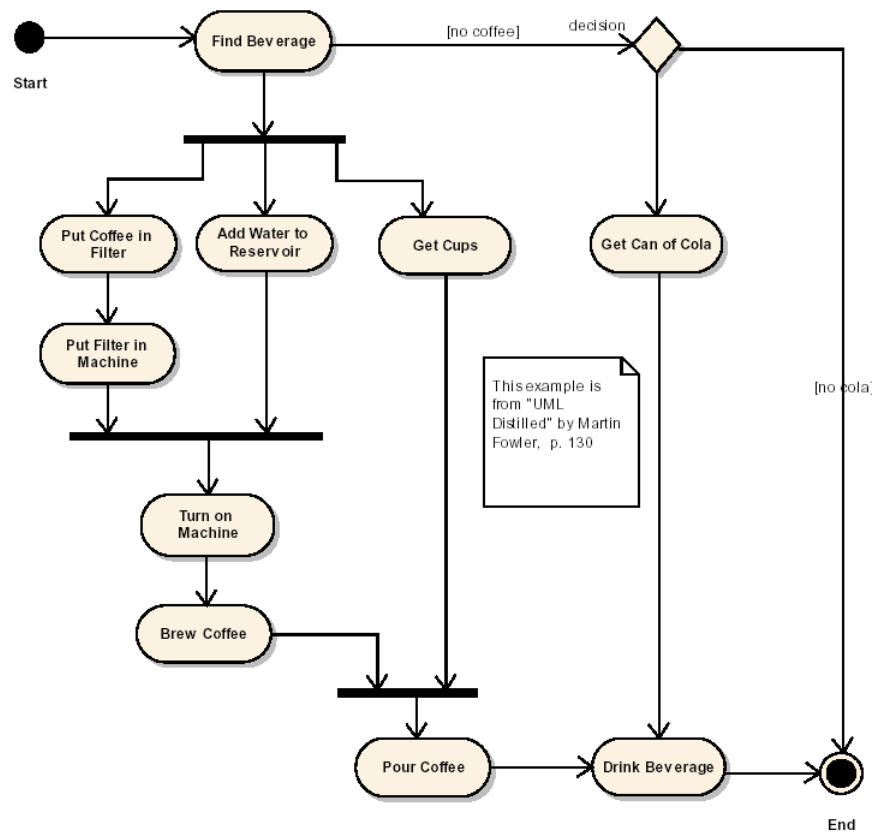 Find Beverage
[no coffee]
decision
Start
Put Coffee in
Filter
Add Water to
Reservoir
Get Cups
Get Can of Cola
Put Filter in
Machine
This example is
from "UML
Distilled" by Martin
Fowler, p. 130
[no cola]
Turn on
Machine
Brew Coffee
Pour Coffee
Drink Beverage
End